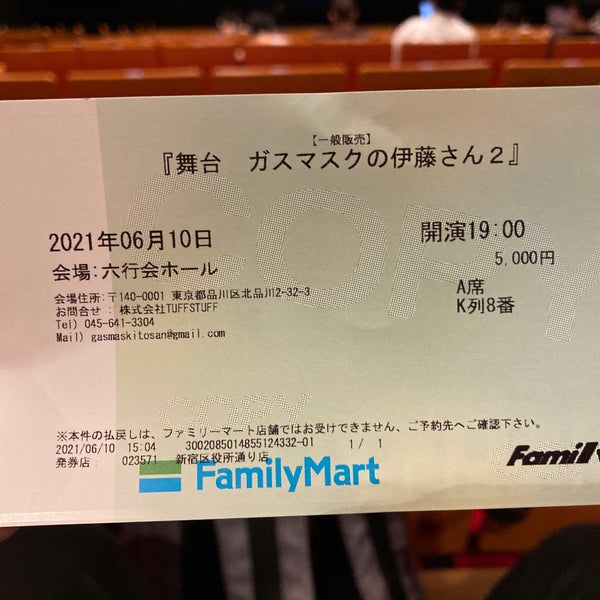 【一般販売】
『舞台　ガスマスクの伊藤さん２』
2021年06月10日
開演19:00
会場:六行会ホール
5,000円
A席
K列8番
会場住所:〒140-0001 東京都品川区北品川2-32-3
お問合せ : 株式会社TUFFSTUFF
Tel) 045-641-3304
Mail) gasmaskitosan@gmail.com
※本件の払戻しは、ファミリーマート店舗ではお受けできません、ご予約先へご確認下さい。
2021/06/10 15:04 3002085014855124332-01 1/ 1
発券店: 023571 新宿区役所通り店
FamilyMart
Family
COPY